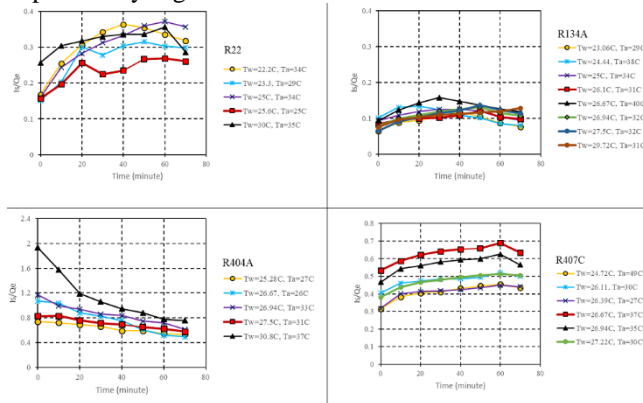 R22
0.4
0.3
0.2
0.1
0
Is/Qe
0 20 40 60 80
Time (minute)
Tw=22.2C, Ta=34C
Tw=23.3, Ta=29C
Tw=25C, Ta=34C
Tw=25.6C, Ta=25C
Tw=30C, Ta=35C
R134A
0.4
0.3
0.2
0.1
0
Is/Qe
0 20 40 60 80
Time (minute)
Tw=23.06C, Ta=29C
Tw=24.44, Ta=38C
Tw=25C, Ta=34C
Tw=26.1C, Ta=31C
Tw=26.67C, Ta=40C
Tw=26.94C, Ta=32C
Tw=27.5C, Ta=32C
Tw=29.72C, Ta=31C
R404A
2.4
2
1.6
1.2
0.8
0.4
0
Is/Qe
0 20 40 60 80
Time (minute)
Tw=25.28C, Ta=27C
Tw=26.67, Ta=26C
Tw=26.94C, Ta=33C
Tw=27.5C, Ta=31C
Tw=30.8C, Ta=37C
R407C
0.8
0.7
0.6
0.5
0.4
0.3
0.2
0.1
0
Is/Qe
0 20 40 60 80
Time (minute)
Tw=24.72C, Ta=49C
Tw=26.11, Ta=30C
Tw=26.39C, Ta=27C
Tw=26.67C, Ta=37C
Tw=26.94C, Ta=35C
Tw=27.22C, Ta=30C